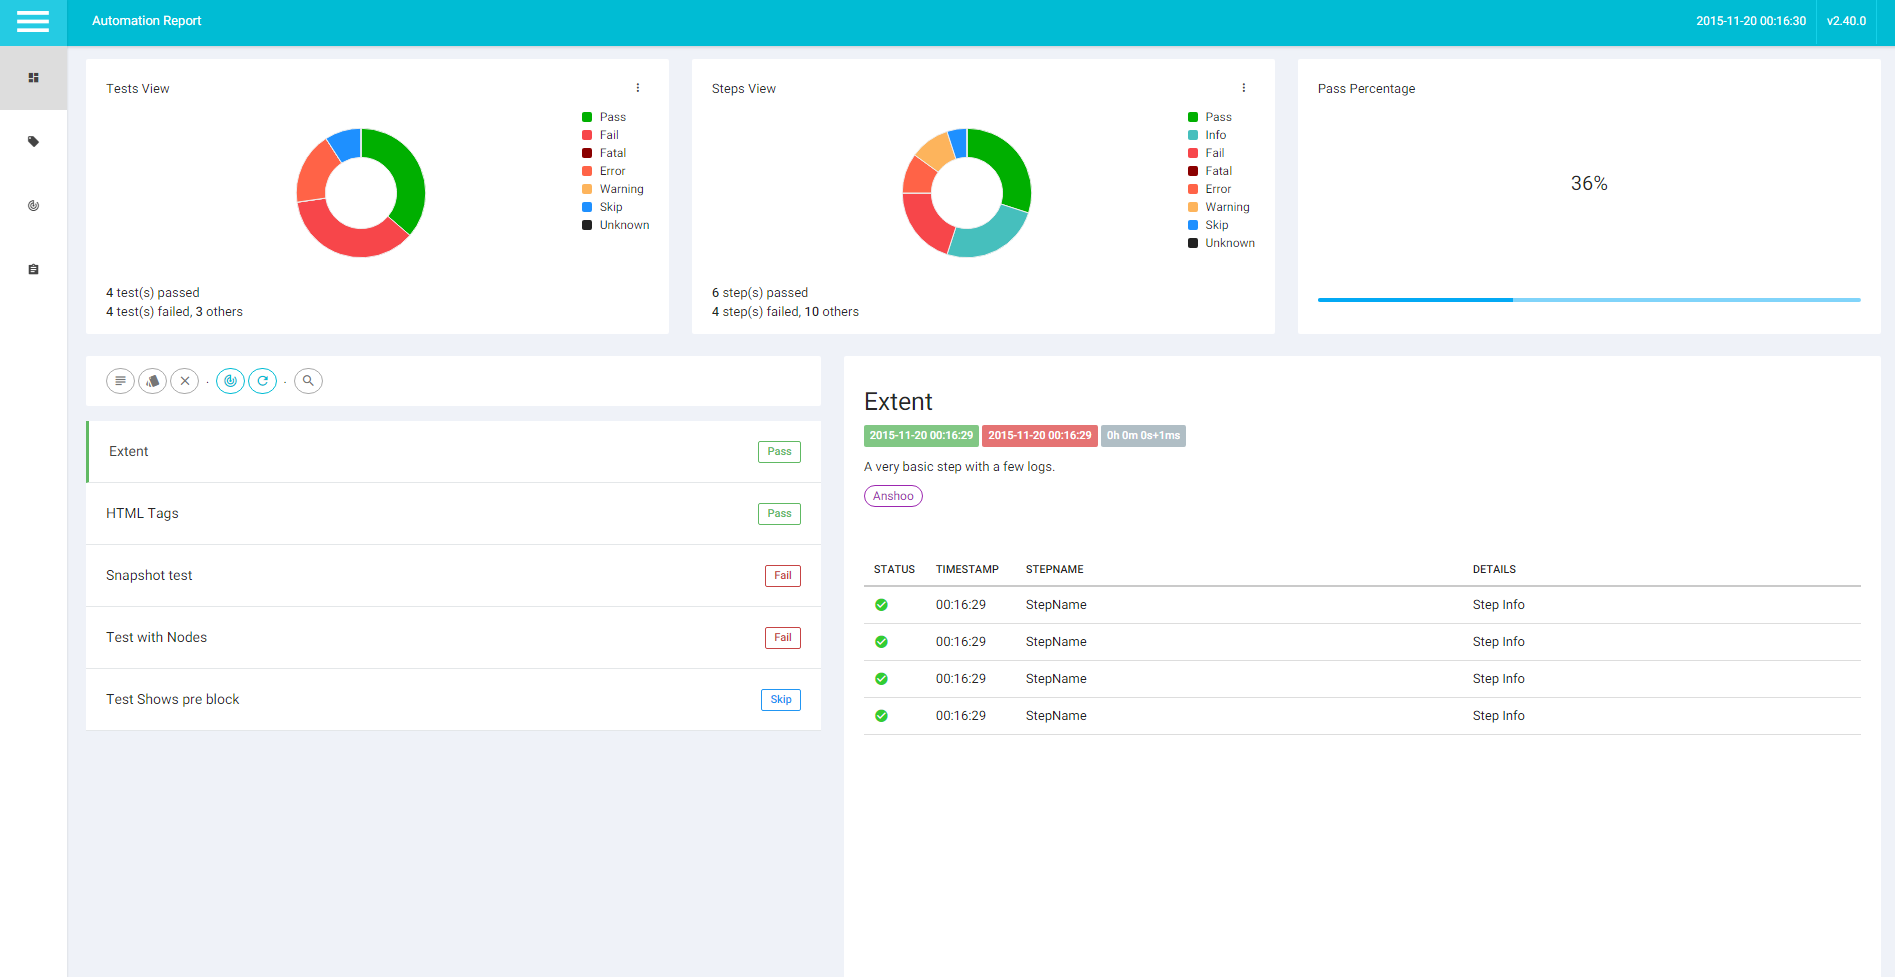 Automation Report
2015-11-20 00:16:30
v2.40.0
Tests View
Pass
Fail
Fatal
Error
Warning
Skip
Unknown
4 test(s) passed
4 test(s) failed, 3 others
Steps View
Pass
Info
Fail
Fatal
Error
Warning
Skip
Unknown
6 step(s) passed
4 step(s) failed, 10 others
Pass Percentage
36%
Extent Pass
HTML Tags Pass
Snapshot test Fail
Test with Nodes Fail
Test Shows pre block Skip
Extent
2015-11-20 00:16:29 2015-11-20 00:16:29 0h 0m 0s+1ms
A very basic step with a few logs.
Anshoo
STATUS TIMESTAMP STEPNAME DETAILS
00:16:29 StepName Step Info
00:16:29 StepName Step Info
00:16:29 StepName Step Info
00:16:29 StepName Step Info